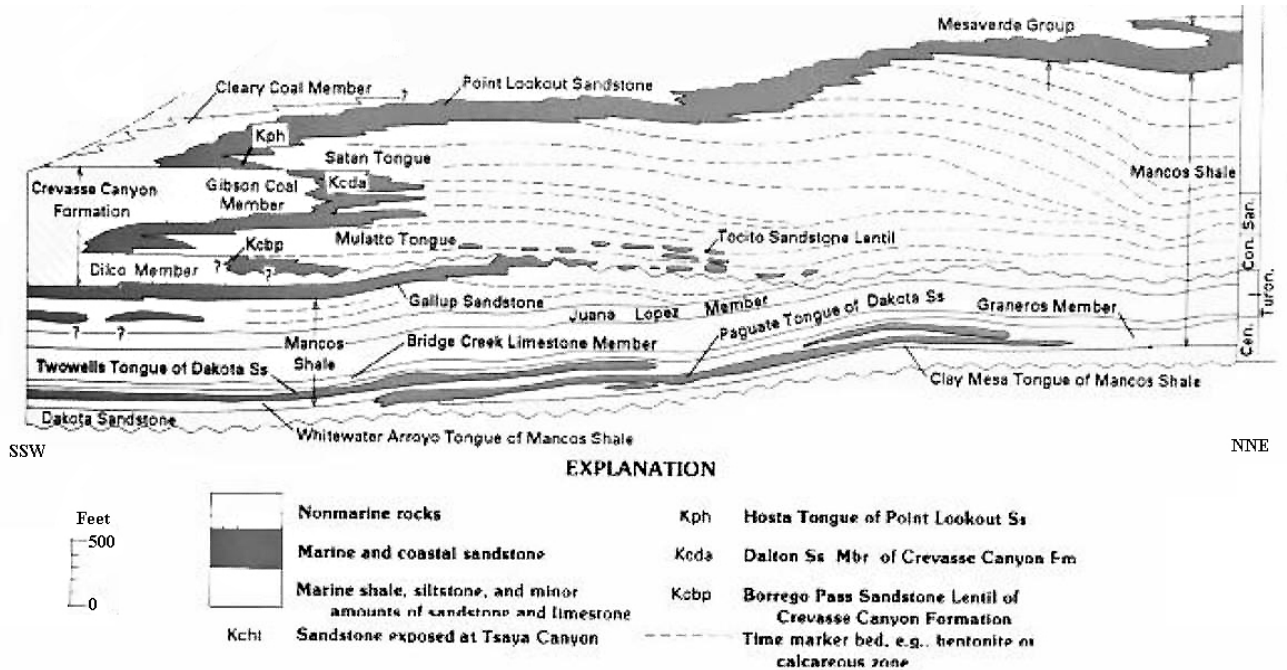 Mesaverde Group
Cleary Coal Member
Point Lookout Sandstone
Kph
Satan Tongue
Crevasse Canyon
Formation
Gibson Coal
Member
Kcda
Mancos Shale
Mulatto Tongue
Kcbp
Tocito Sandstone Lentil
Dilco Member
?
?
Gallup Sandstone
Juana Lopez Member
Paguate Tongue of Dakota Ss
Graneros Member
San.
Con.
Turon.
Cen.
?
?
Mancos
Shale
Bridge Creek Limestone Member
Twowells Tongue of Dakota Ss
Clay Mesa Tongue of Mancos Shale
Dakota Sandstone
Whitewater Arroyo Tongue of Mancos Shale
SSW
NNE
EXPLANATION
Feet
500
0
Nonmarine rocks
Marine and coastal sandstone
Marine shale, siltstone, and minor
amounts of sandstone and limestone
Kcht Sandstone exposed at Tsaya Canyon
Kph Hosta Tongue of Point Lookout Ss
Kcda Dalton Ss Mbr of Crevasse Canyon Fm
Kcbp Borrego Pass Sandstone Lentil of
Crevasse Canyon Formation
Time marker bed, e.g., bentonite or
calcareous zone